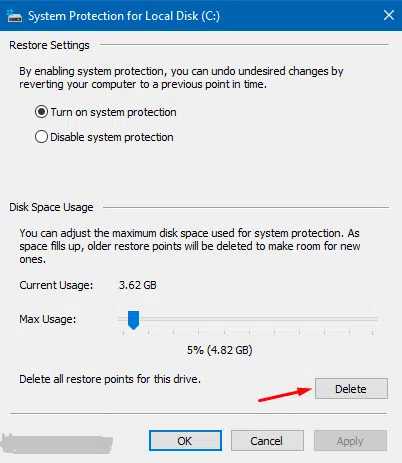 System Protection for Local Disk (C:)
Restore Settings
By enabling system protection, you can undo undesired changes by
reverting your computer to a previous point in time.
Turn on system protection
Disable system protection
Disk Space Usage
You can adjust the maximum disk space used for system protection. As
space fills up, older restore points will be deleted to make room for new
ones.
Current Usage: 3.62 GB
Max Usage:
5% (4.82 GB)
Delete all restore points for this drive.
Delete
OK Cancel Apply